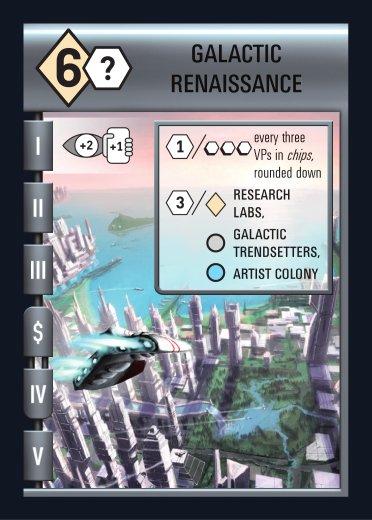 6 ?
GALACTIC
RENAISSANCE
I
+2 +1
1 / every three
VPs in chips,
rounded down
3 / RESEARCH
LABS,
GALACTIC
TRENDSETTERS,
ARTIST COLONY
II
III
$
IV
V